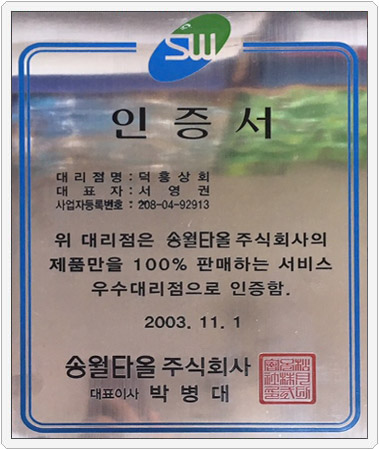 SW
인증서
대리점명 : 덕흥상회
대표자 : 서영권
사업자등록번호 : 208-04-92913
위 대리점은 송월타올 주식회사의
제품만을 100% 판매하는 서비스
우수대리점으로 인증함.
2003. 11. 1
송월타올 주식회사
대표이사 박병대